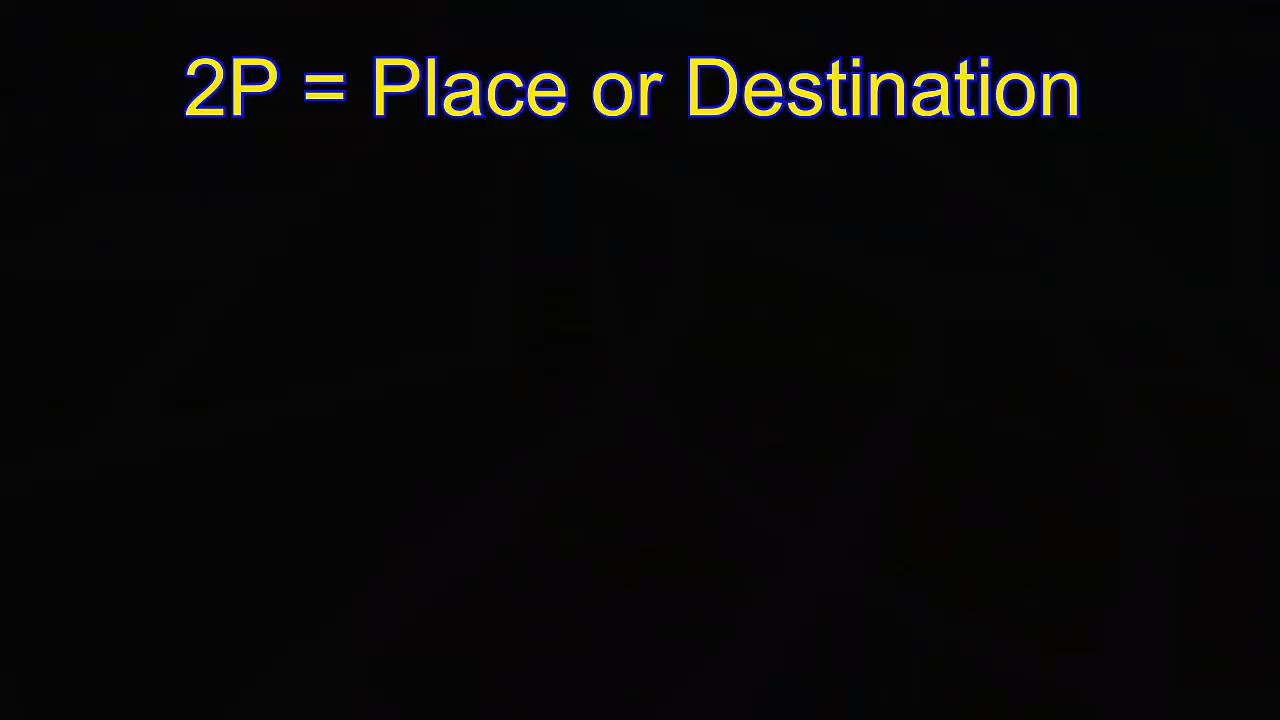 2P = Place or Destination